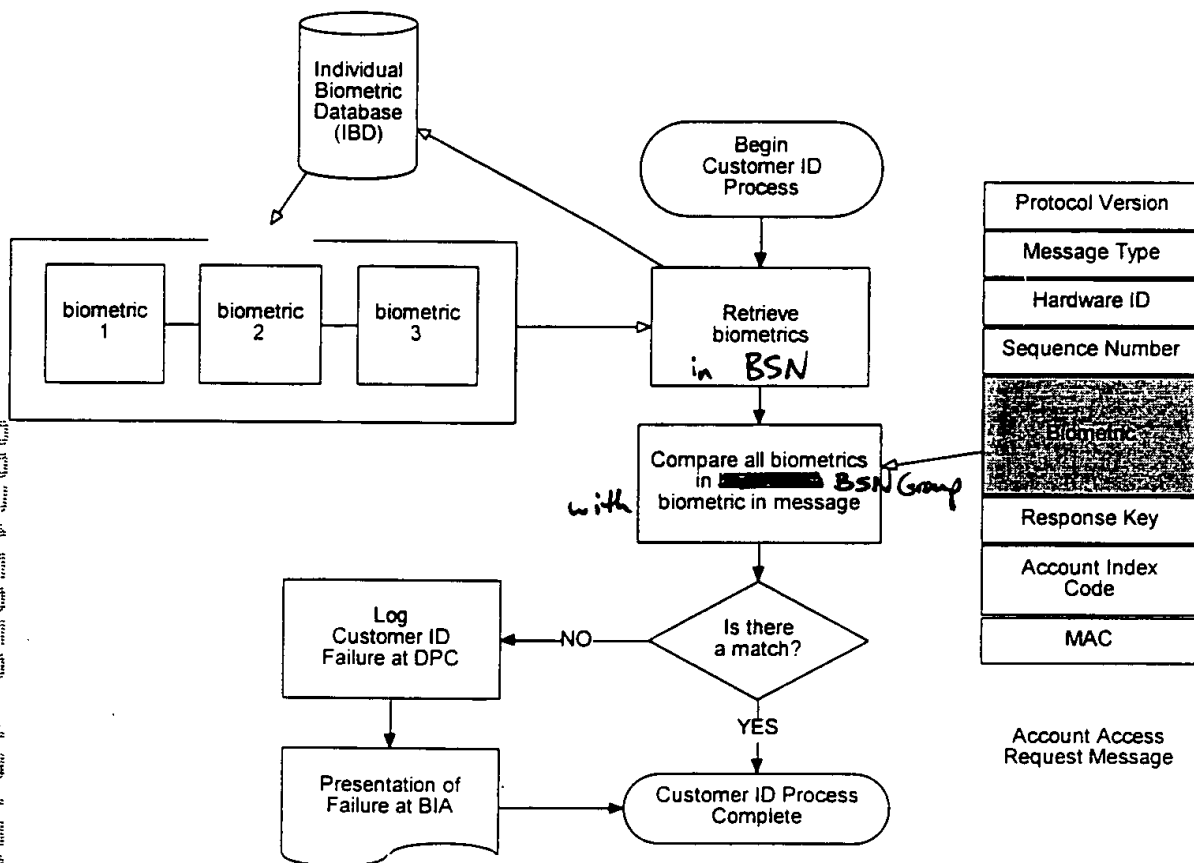 Individual
Biometric
Database
(IBD)
Begin
Customer ID
Process
Protocol Version
Message Type
Hardware ID
Sequence Number
Biometric
Response Key
Account Index
Code
MAC
Account Access
Request Message
biometric
1
biometric
2
biometric
3
Retrieve
biometrics
in BSN
Compare all biometrics
in BSN Group
with biometric in message
Is there
a match?
NO
YES
Log
Customer ID
Failure at DPC
Presentation of
Failure at BIA
Customer ID Process
Complete